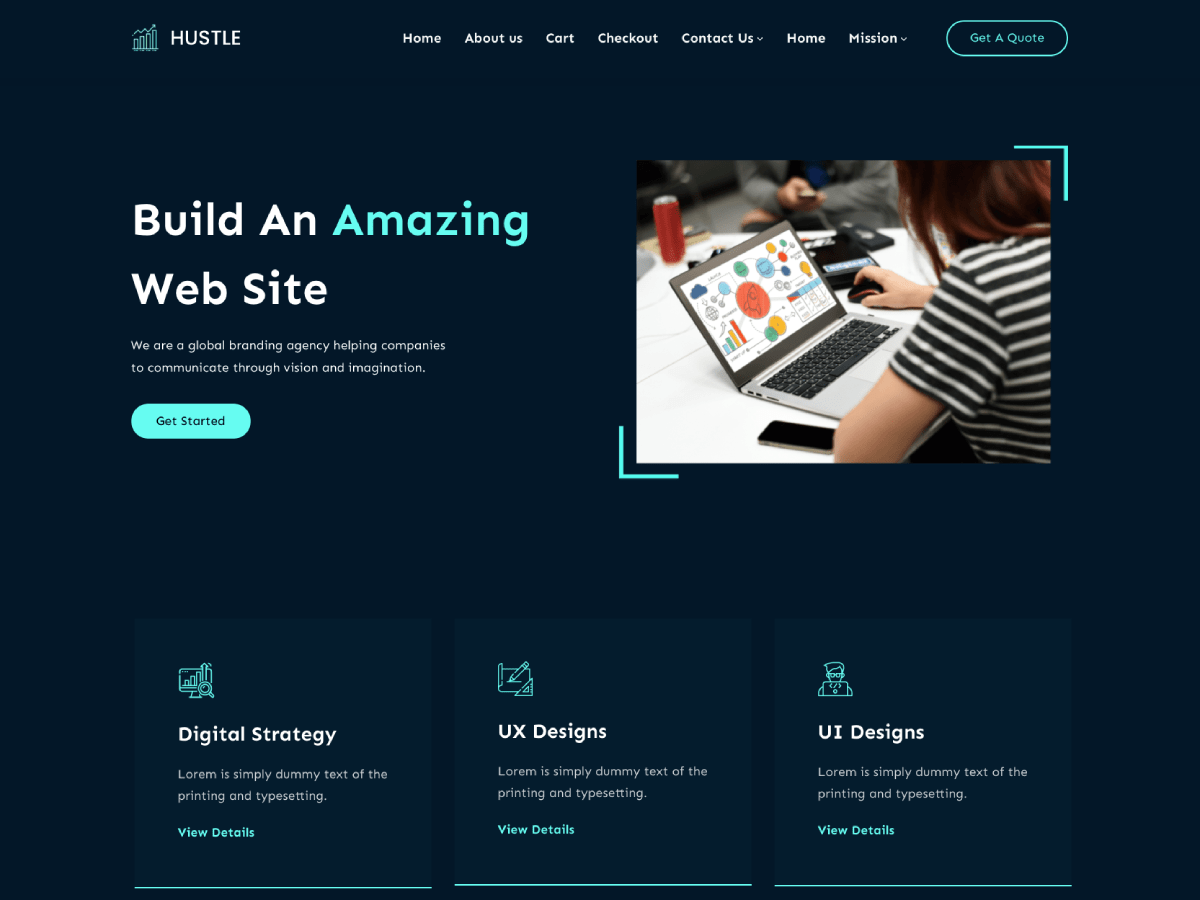 HUSTLE
Home About us Cart Checkout Contact Us Home Mission Get A Quote
Build An Amazing
Web Site
We are a global branding agency helping companies
to communicate through vision and imagination.
Get Started
Digital Strategy
Lorem is simply dummy text of the
printing and typesetting.
View Details
UX Designs
Lorem is simply dummy text of the
printing and typesetting.
View Details
UI Designs
Lorem is simply dummy text of the
printing and typesetting.
View Details